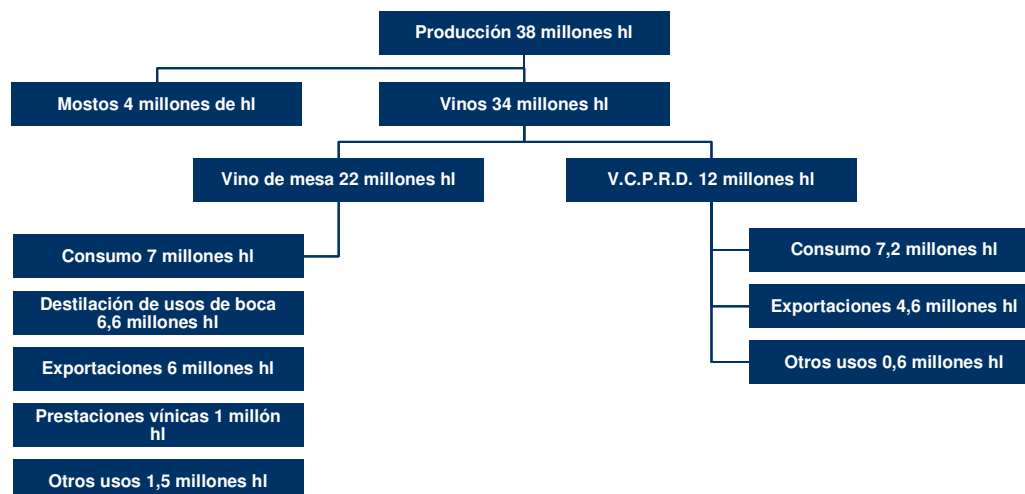 Producción 38 millones hl
Mostos 4 millones de hl
Vinos 34 millones hl
Vino de mesa 22 millones hl
V.C.P.R.D. 12 millones hl
Consumo 7 millones hl
Destilación de usos de boca
6,6 millones hl
Exportaciones 6 millones hl
Prestaciones vínicas 1 millón
hl
Otros usos 1,5 millones hl
Consumo 7,2 millones hl
Exportaciones 4,6 millones hl
Otros usos 0,6 millones hl